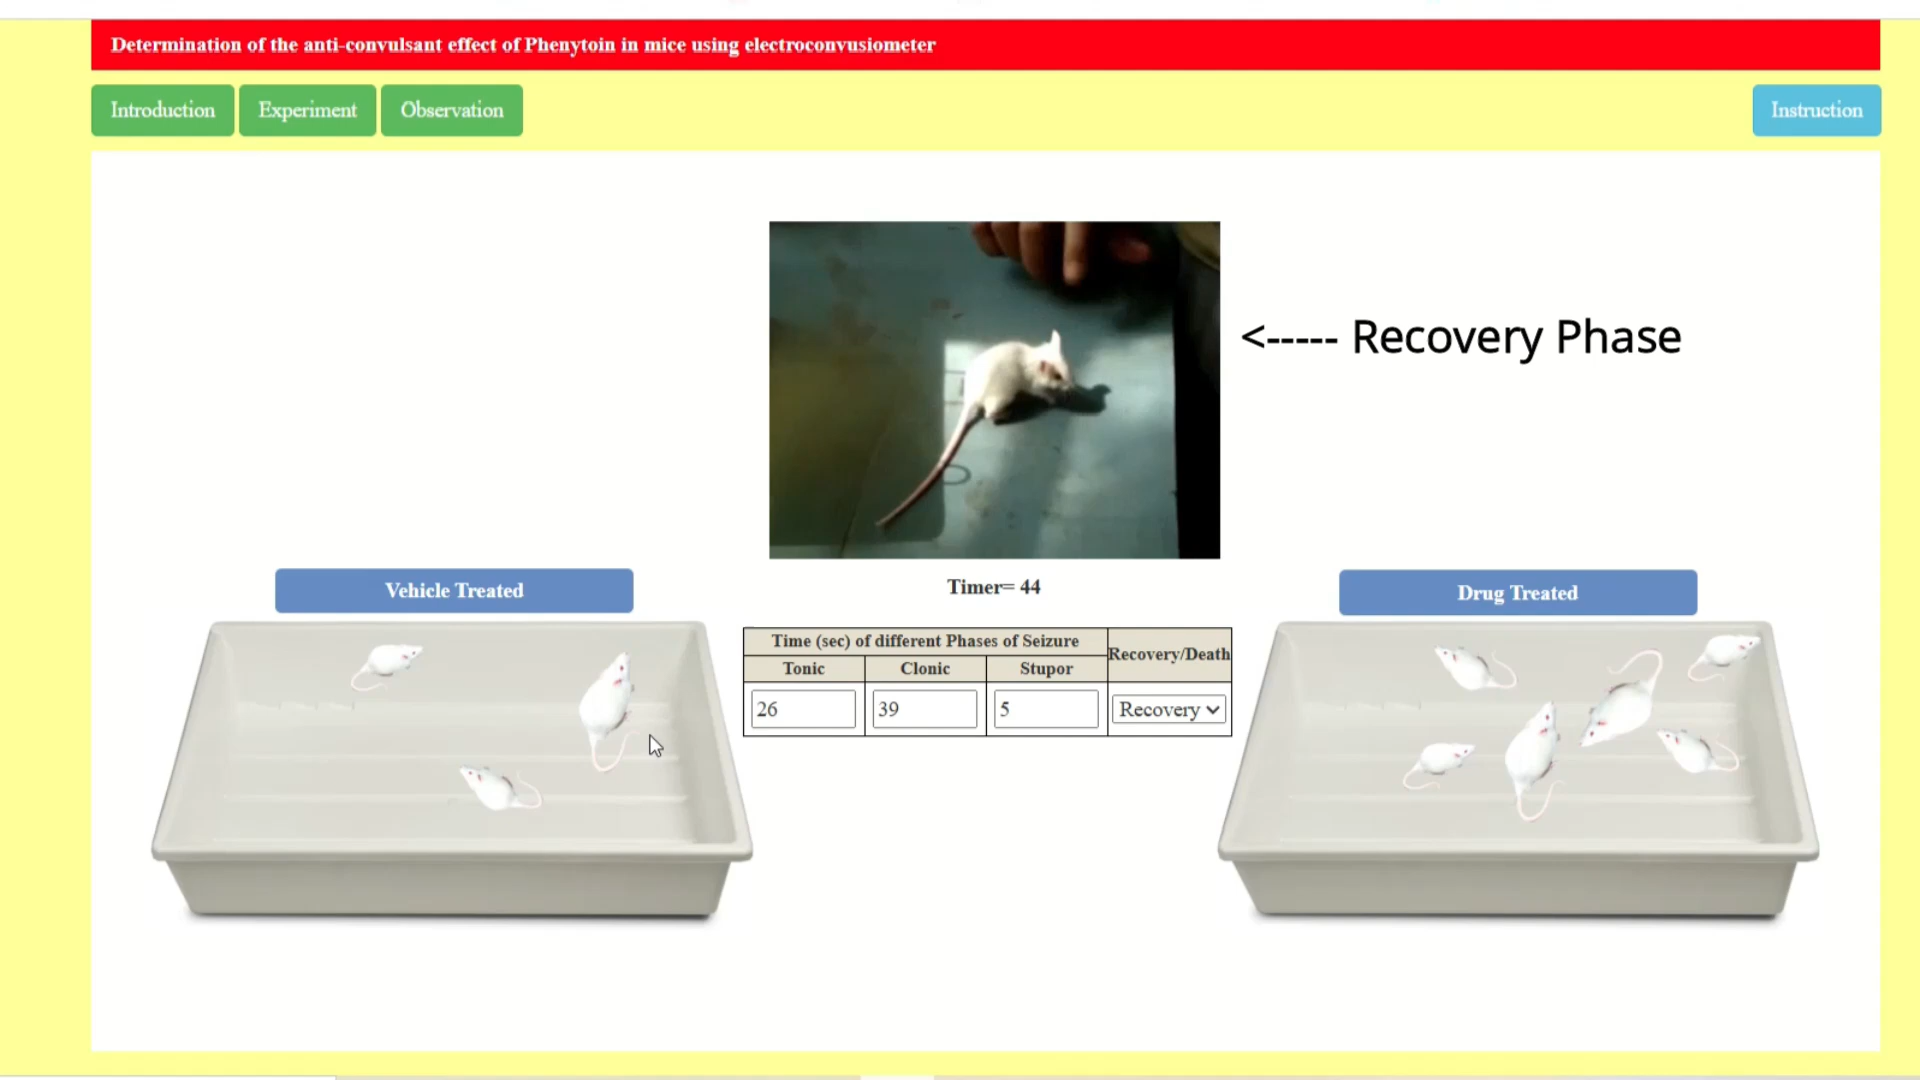 Determination of the anti-convulsant effect of Phenytoin in mice using electroconvusiometer
Introduction
Experiment
Observation
Instruction
<----- Recovery Phase
Vehicle Treated
Timer= 44
Drug Treated
Time (sec) of different Phases of Seizure
Recovery/Death
Tonic
Clonic
Stupor
26
39
5
Recovery